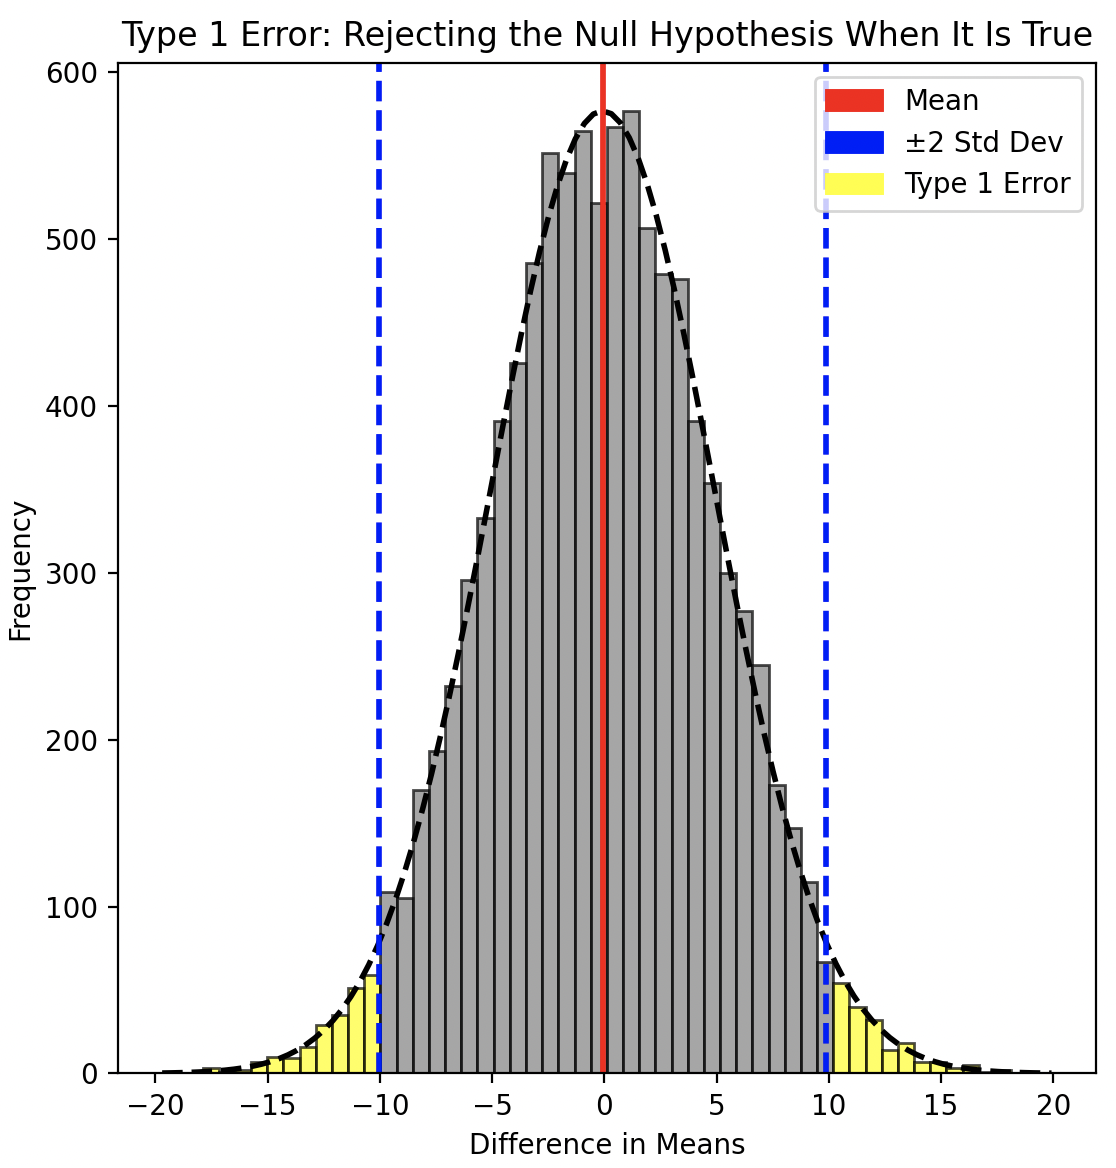 Type 1 Error: Rejecting the Null Hypothesis When It Is True
Mean
±2 Std Dev
Type 1 Error
Frequency
600
500
400
300
200
100
0
−20 −15 −10 −5 0 5 10 15 20
Difference in Means